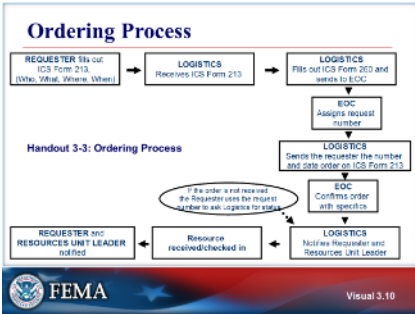 Ordering Process
REQUESTER fills out
ICS Form 213,
(Who, What, Where, When)
LOGISTICS
Receives ICS Form 213
LOGISTICS
Fills out ICS Form 260 and
sends to EOC
EOC
Assigns request
number
LOGISTICS
Sends the requester the number
and date order on ICS Form 213
Handout 3-3: Ordering Process
If the order is not received
the Requester uses the request
number to ask Logistics for status
EOC
Confirms order
with specifics
LOGISTICS
Notifies Requester and
Resources Unit Leader
Resource
received/checked in
REQUESTER and
RESOURCES UNIT LEADER
notified
FEMA
Visual 3.10